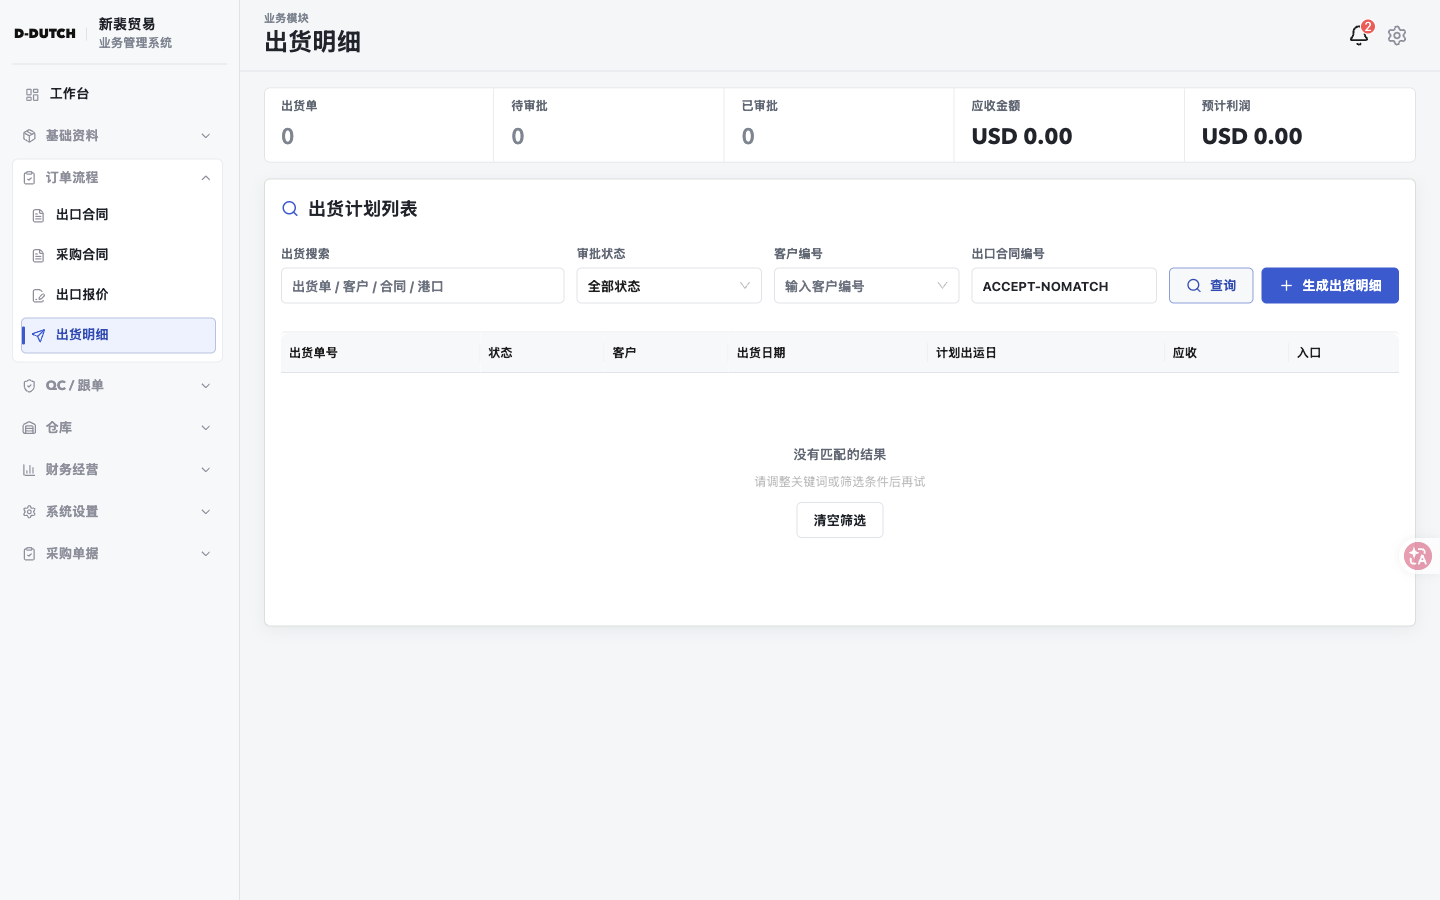 D-DUTCH
新裴贸易
业务管理系统
工作台
基础资料
订单流程
出口合同
采购合同
出口报价
出货明细
QC / 跟单
仓库
财务经营
系统设置
采购单据
业务模块
出货明细
2
出货单
0
待审批
0
已审批
0
应收金额
USD 0.00
预计利润
USD 0.00
出货计划列表
出货搜索
审批状态
客户编号
出口合同编号
出货单 / 客户 / 合同 / 港口
全部状态
输入客户编号
ACCEPT-NOMATCH
查询
生成出货明细
出货单号
状态
客户
出货日期
计划出运日
应收
入口
没有匹配的结果
请调整关键词或筛选条件后再试
清空筛选